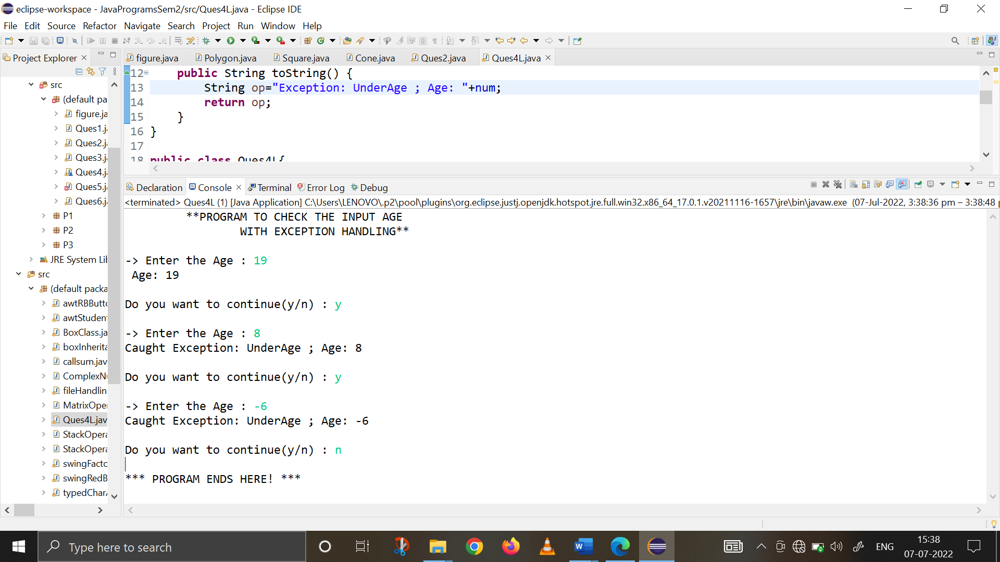 eclipse-workspace - JavaProgramsSem2/src/Ques4L.java - Eclipse IDE
File Edit Source Refactor Navigate Search Project Run Window Help
Project Explorer
figure.java Polygon.java Square.java Cone.java Ques2.java Ques4L.java
src
(default pa
figure.ja
Ques1.j
Ques2.j
Ques3.j
Ques4.j
Ques5.j
Ques6.j
P1
P2
P3
JRE System Lib
src
(default packa
awtRBButto
awtStudent
BoxClass.ja
boxInherita
callsum.jav
ComplexNu
fileHandlin
MatrixOper
Ques4L.jav
StackOpera
StackOpera
swingFacto
swingRedB
typedCharA
12 public String toString() {
13 String op="Exception: UnderAge ; Age: "+num;
14 return op;
15 }
16 }
17
18 public class Ques4L{
Declaration Console Terminal Error Log Debug
<terminated> Ques4L (1) [Java Application] C:\Users\LENOVO\.p2\pool\plugins\org.eclipse.justj.openjdk.hotspot.jre.full.win32.x86_64_17.0.1.v20211116-1657\jre\bin\javaw.exe (07-Jul-2022, 3:38:36 pm – 3:38:48 p
**PROGRAM TO CHECK THE INPUT AGE
WITH EXCEPTION HANDLING**
-> Enter the Age : 19
Age: 19
Do you want to continue(y/n) : y
-> Enter the Age : 8
Caught Exception: UnderAge ; Age: 8
Do you want to continue(y/n) : y
-> Enter the Age : -6
Caught Exception: UnderAge ; Age: -6
Do you want to continue(y/n) : n
*** PROGRAM ENDS HERE! ***
Type here to search
ENG
15:38
07-07-2022